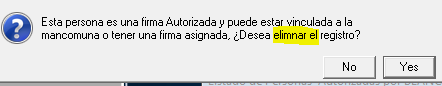 Esta persona es una firma Autorizada y puede estar vinculada a la
mancomuna o tener una firma asignada, ¿Desea elimnar el registro?
No
Yes